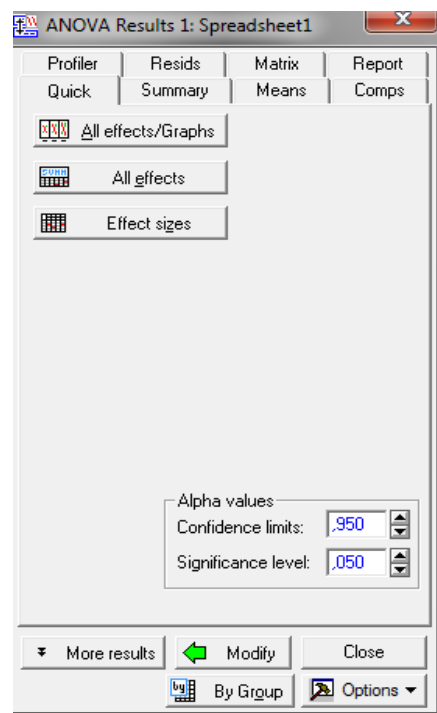 ANOVA Results 1: Spreadsheet1
Profiler Resids Matrix Report
Quick Summary Means Comps
All effects/Graphs
All effects
Effect sizes
Alpha values
Confidence limits: ,950
Significance level: ,050
More results Modify Close
By Group Options